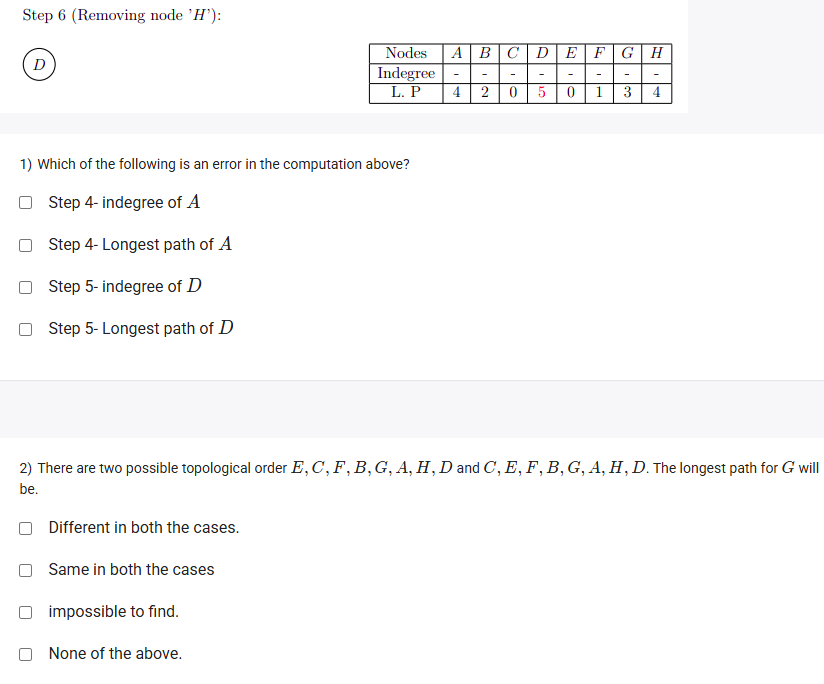 Step 6 (Removing node 'H'):
D
Nodes A B C D E F G H
Indegree - - - - - - - -
L. P 4 2 0 5 0 1 3 4
1) Which of the following is an error in the computation above?
Step 4- indegree of A
Step 4- Longest path of A
Step 5- indegree of D
Step 5- Longest path of D
2) There are two possible topological order E, C, F, B, G, A, H, D and C, E, F, B, G, A, H, D. The longest path for G will
be.
Different in both the cases.
Same in both the cases
impossible to find.
None of the above.